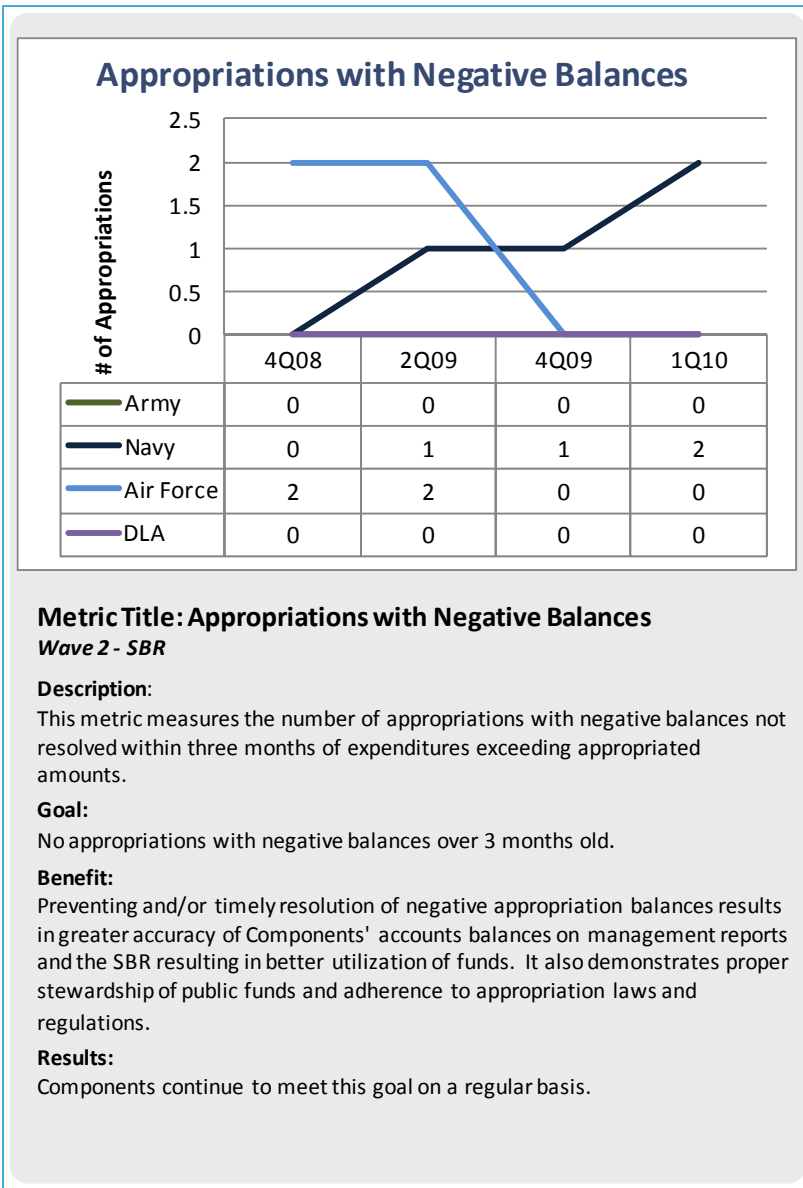 Appropriations with Negative Balances
# of Appropriations
2.5
2
1.5
1
0.5
0
4Q08 2Q09 4Q09 1Q10
Army 0 0 0 0
Navy 0 1 1 2
Air Force 2 2 0 0
DLA 0 0 0 0
Metric Title: Appropriations with Negative Balances
Wave 2 - SBR
Description:
This metric measures the number of appropriations with negative balances not
resolved within three months of expenditures exceeding appropriated
amounts.
Goal:
No appropriations with negative balances over 3 months old.
Benefit:
Preventing and/or timely resolution of negative appropriation balances results
in greater accuracy of Components' accounts balances on management reports
and the SBR resulting in better utilization of funds. It also demonstrates proper
stewardship of public funds and adherence to appropriation laws and
regulations.
Results:
Components continue to meet this goal on a regular basis.